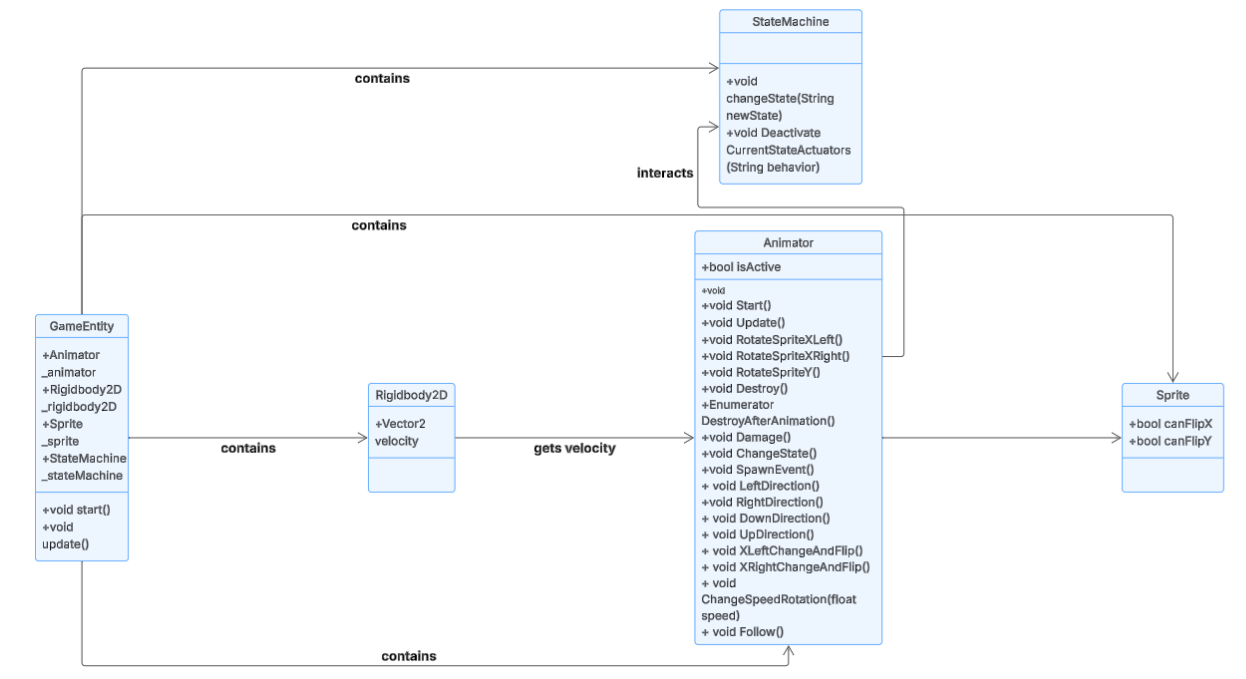 StateMachine
+void
changeState(String
newState)
+void Deactivate
CurrentStateActuators
(String behavior)
contains
interacts
contains
Animator
+bool isActive
+void
+void Start()
+void Update()
+void RotateSpriteXLeft()
+void RotateSpriteXRight()
+void RotateSpriteY()
+void Destroy()
+Enumerator
DestroyAfterAnimation()
+void Damage()
+void ChangeState()
+void SpawnEvent()
+ void LeftDirection()
+void RightDirection()
+ void DownDirection()
+ void UpDirection()
+ void XLeftChangeAndFlip()
+ void XRightChangeAndFlip()
+ void
ChangeSpeedRotation(float
speed)
+ void Follow()
GameEntity
+Animator
_animator
+Rigidbody2D
_rigidbody2D
+Sprite
_sprite
+StateMachine
_stateMachine
+void start()
+void
update()
contains
Rigidbody2D
+Vector2
velocity
gets velocity
Sprite
+bool canFlipX
+bool canFlipY
contains